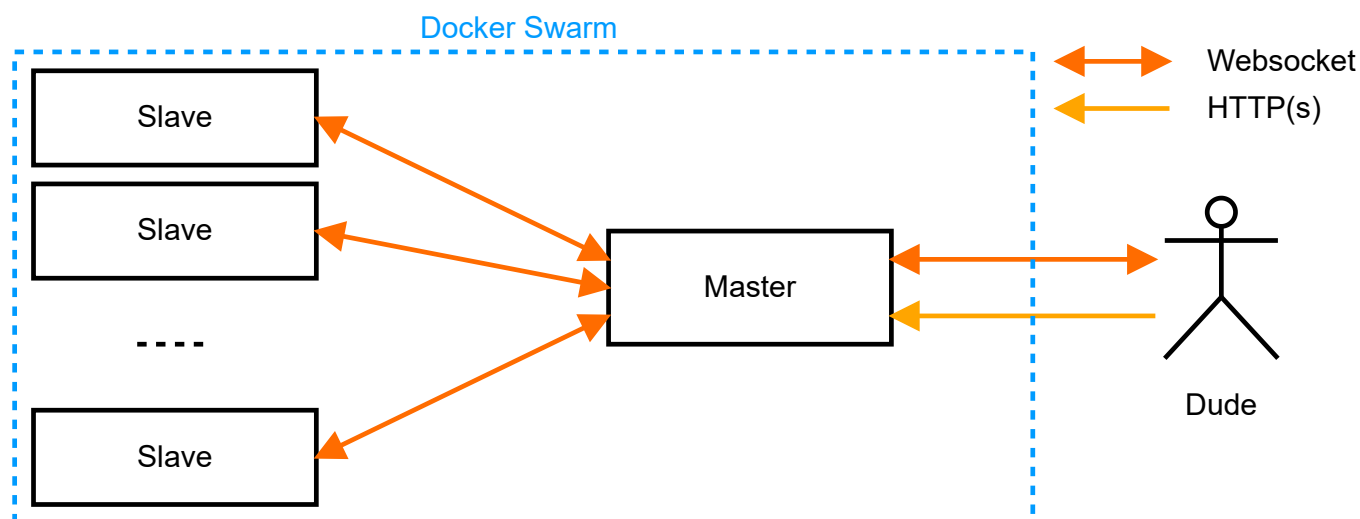 Docker Swarm
Websocket
HTTP(s)
Slave
Slave
Master
Slave
Dude